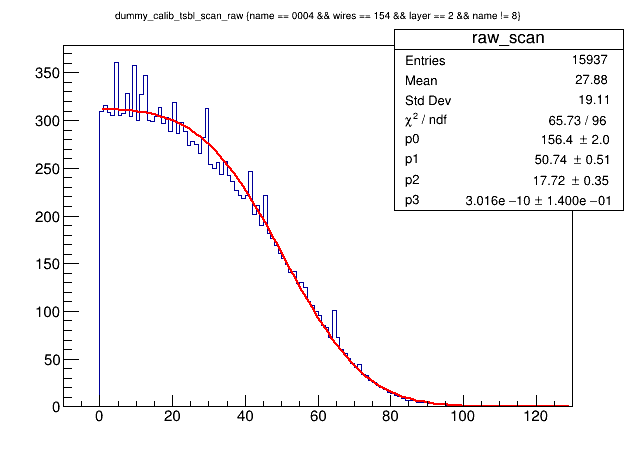 dummy_calib_tsbl_scan_raw {name == 0004 && wires == 154 && layer == 2 && name != 8}
raw_scan
Entries 15937
Mean 27.88
Std Dev 19.11
χ² / ndf 65.73 / 96
p0 156.4 ± 2.0
p1 50.74 ± 0.51
p2 17.72 ± 0.35
p3 3.016e −10 ± 1.400e −01
350
300
250
200
150
100
50
0
0 20 40 60 80 100 120